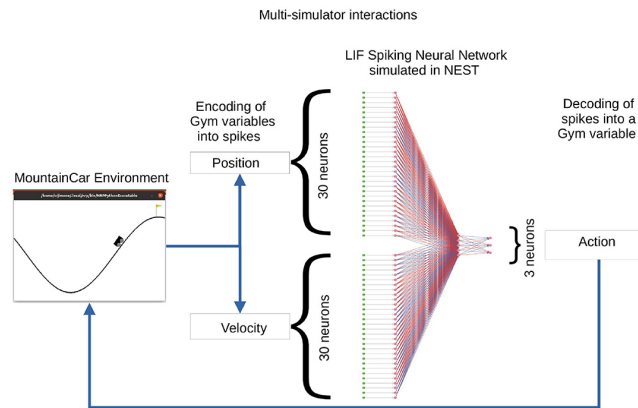 Multi-simulator interactions
LIF Spiking Neural Network
simulated in NEST
Encoding of
Gym variables
into spikes
Decoding of
spikes into a
Gym variable
MountainCar Environment
Position
30 neurons
3 neurons
Action
Velocity
30 neurons